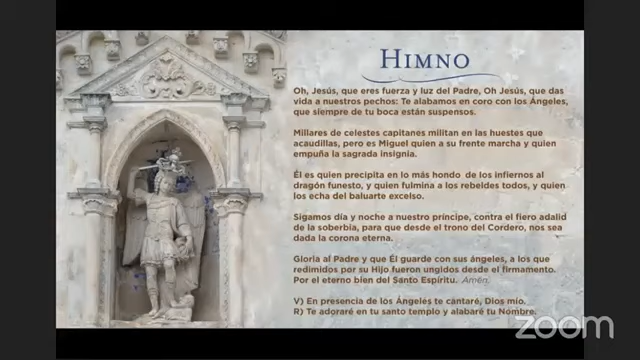 HIMNO
Oh, Jesús, que eres fuerza y luz del Padre, Oh Jesús, que das
vida a nuestros pechos: Te alabamos en coro con los Ángeles,
que siempre de tu boca están suspensos.
Millares de celestes capitanes militan en las huestes que
acaudillas, pero es Miguel quien a su frente marcha y quien
empuña la sagrada insignia.
Él es quien precipita en lo más hondo de los infiernos al
dragón funesto, y quien fulmina a los rebeldes todos, y quien
los echa del baluarte excelso.
Sigamos día y noche a nuestro príncipe, contra el fiero adalid
de la soberbia, para que desde el trono del Cordero, nos sea
dada la corona eterna.
Gloria al Padre y que Él guarde con sus ángeles, a los que
redimidos por su Hijo fueron ungidos desde el firmamento.
Por el eterno bien del Santo Espíritu. Amén.
V) En presencia de los Ángeles te cantaré, Dios mío.
R) Te adoraré en tu santo templo y alabaré tu Nombre.
zoom